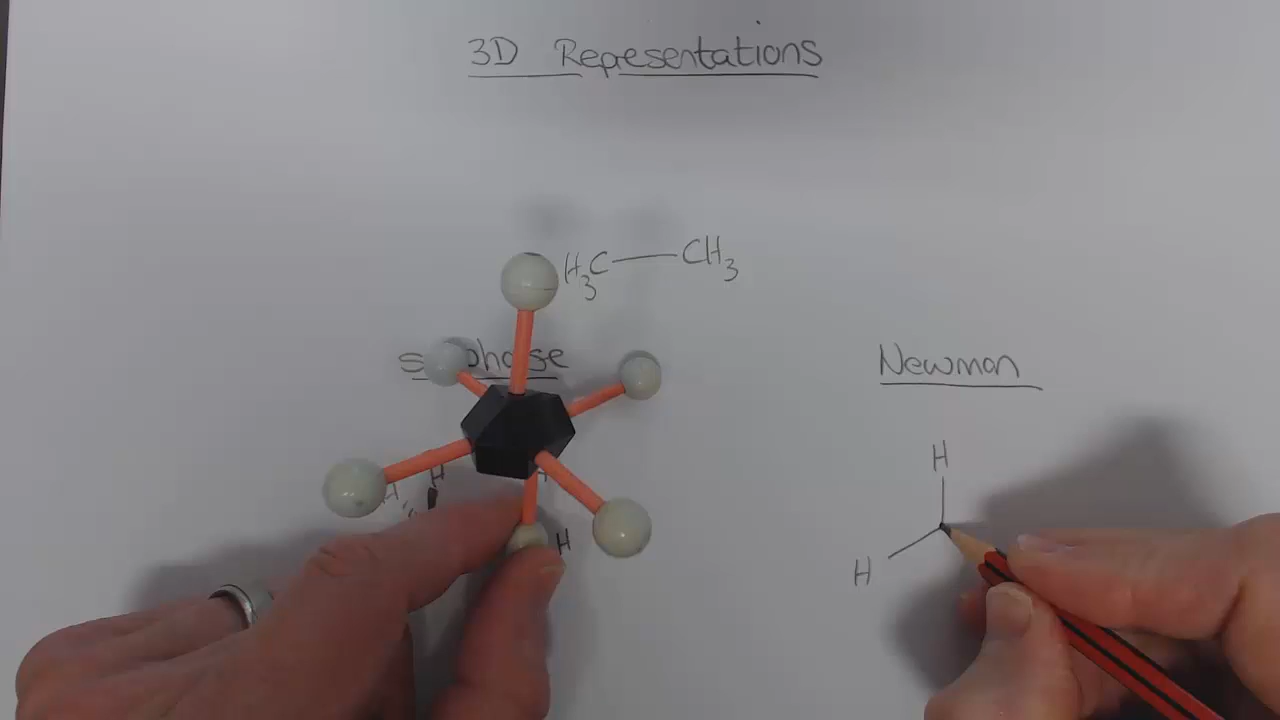 3D Representations
H3C — CH3
Newman
H
H
H
H
H